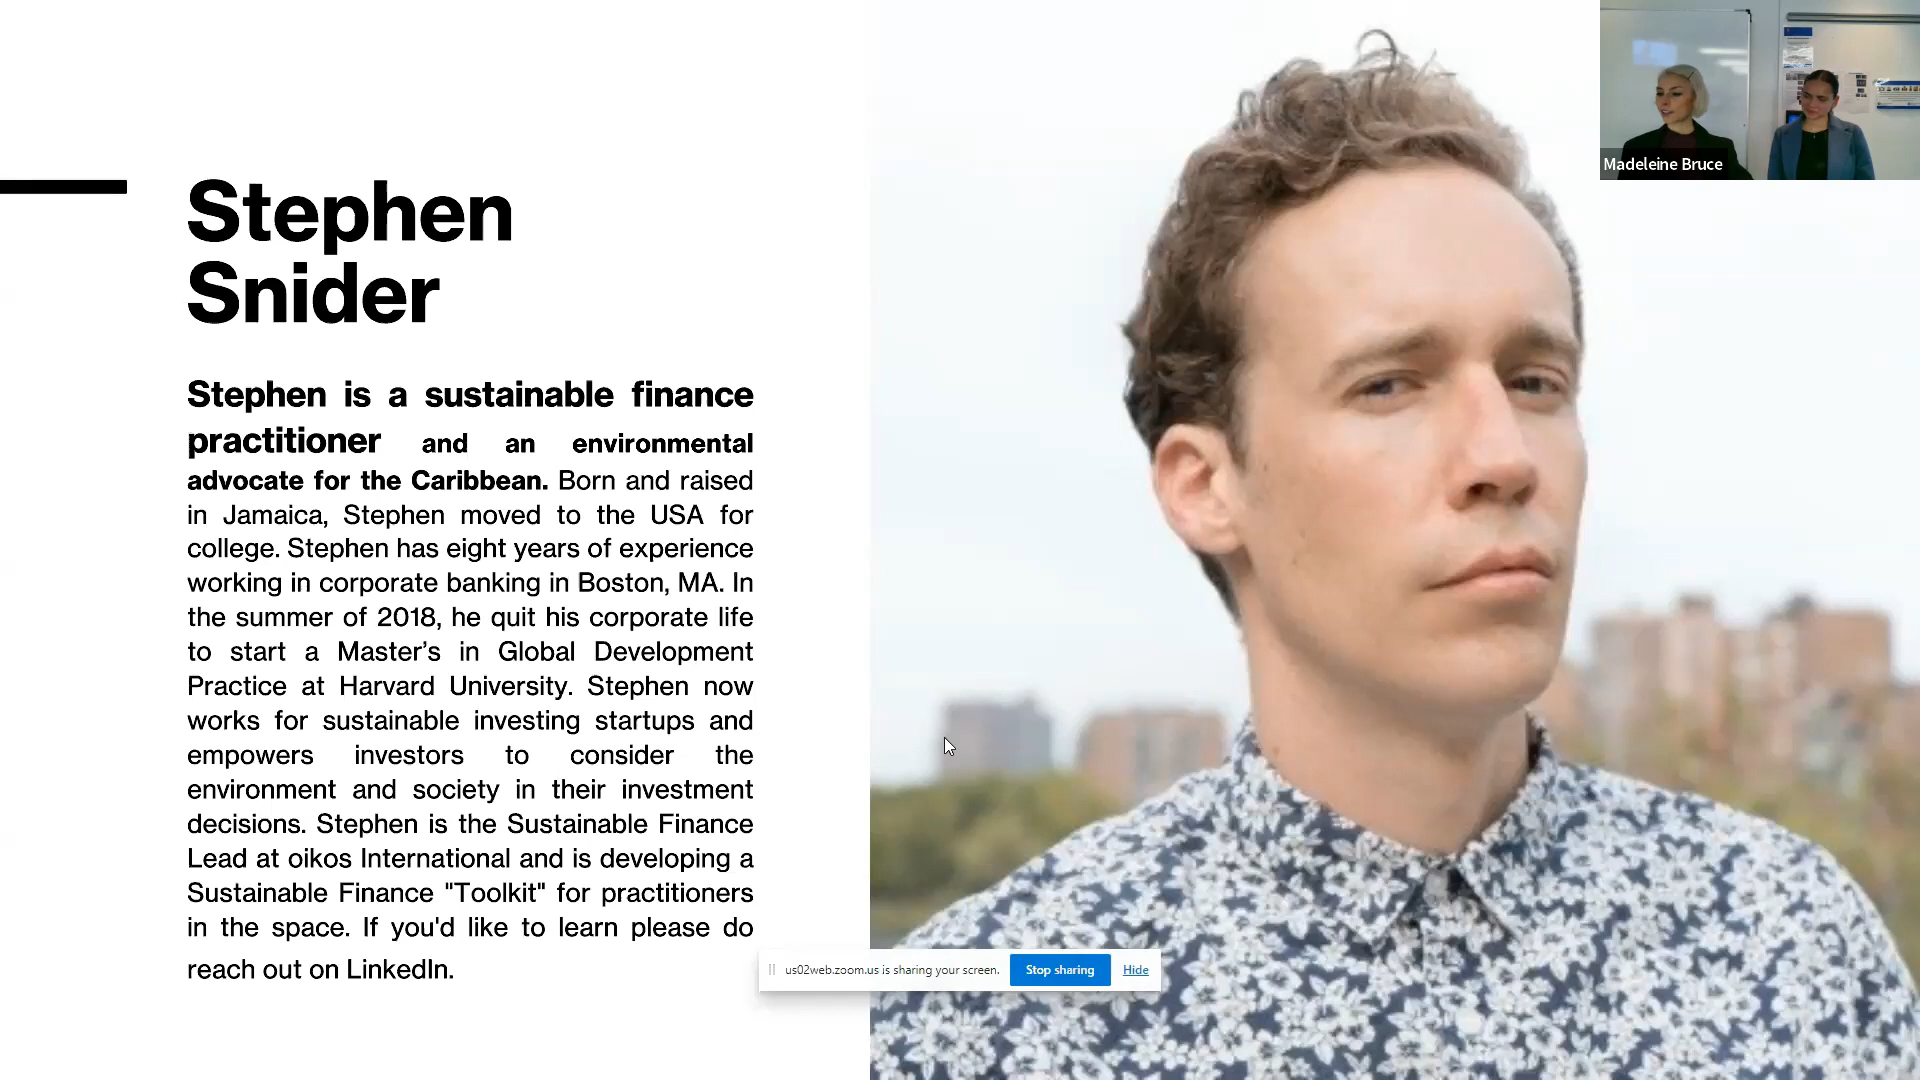 Madeleine Bruce
Stephen
Snider
Stephen is a sustainable finance
practitioner and an environmental
advocate for the Caribbean. Born and raised
in Jamaica, Stephen moved to the USA for
college. Stephen has eight years of experience
working in corporate banking in Boston, MA. In
the summer of 2018, he quit his corporate life
to start a Master’s in Global Development
Practice at Harvard University. Stephen now
works for sustainable investing startups and
empowers investors to consider the
environment and society in their investment
decisions. Stephen is the Sustainable Finance
Lead at oikos International and is developing a
Sustainable Finance "Toolkit" for practitioners
in the space. If you'd like to learn please do
reach out on LinkedIn.
us02web.zoom.us is sharing your screen. Stop sharing Hide